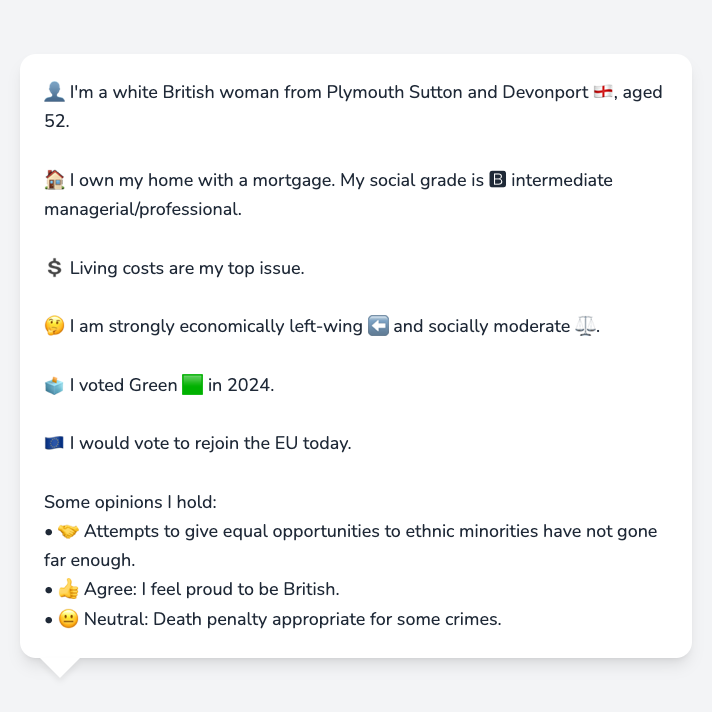 👤 I'm a white British woman from Plymouth Sutton and Devonport 🏴󠁧󠁢󠁥󠁮󠁧󠁿, aged
52.
🏠 I own my home with a mortgage. My social grade is 🅱 intermediate
managerial/professional.
💲 Living costs are my top issue.
🤔 I am strongly economically left-wing ⬅️ and socially moderate ⚖️.
🗳️ I voted Green 🟩 in 2024.
🇪🇺 I would vote to rejoin the EU today.
Some opinions I hold:
• 🤝 Attempts to give equal opportunities to ethnic minorities have not gone
far enough.
• 👍 Agree: I feel proud to be British.
• 😐 Neutral: Death penalty appropriate for some crimes.